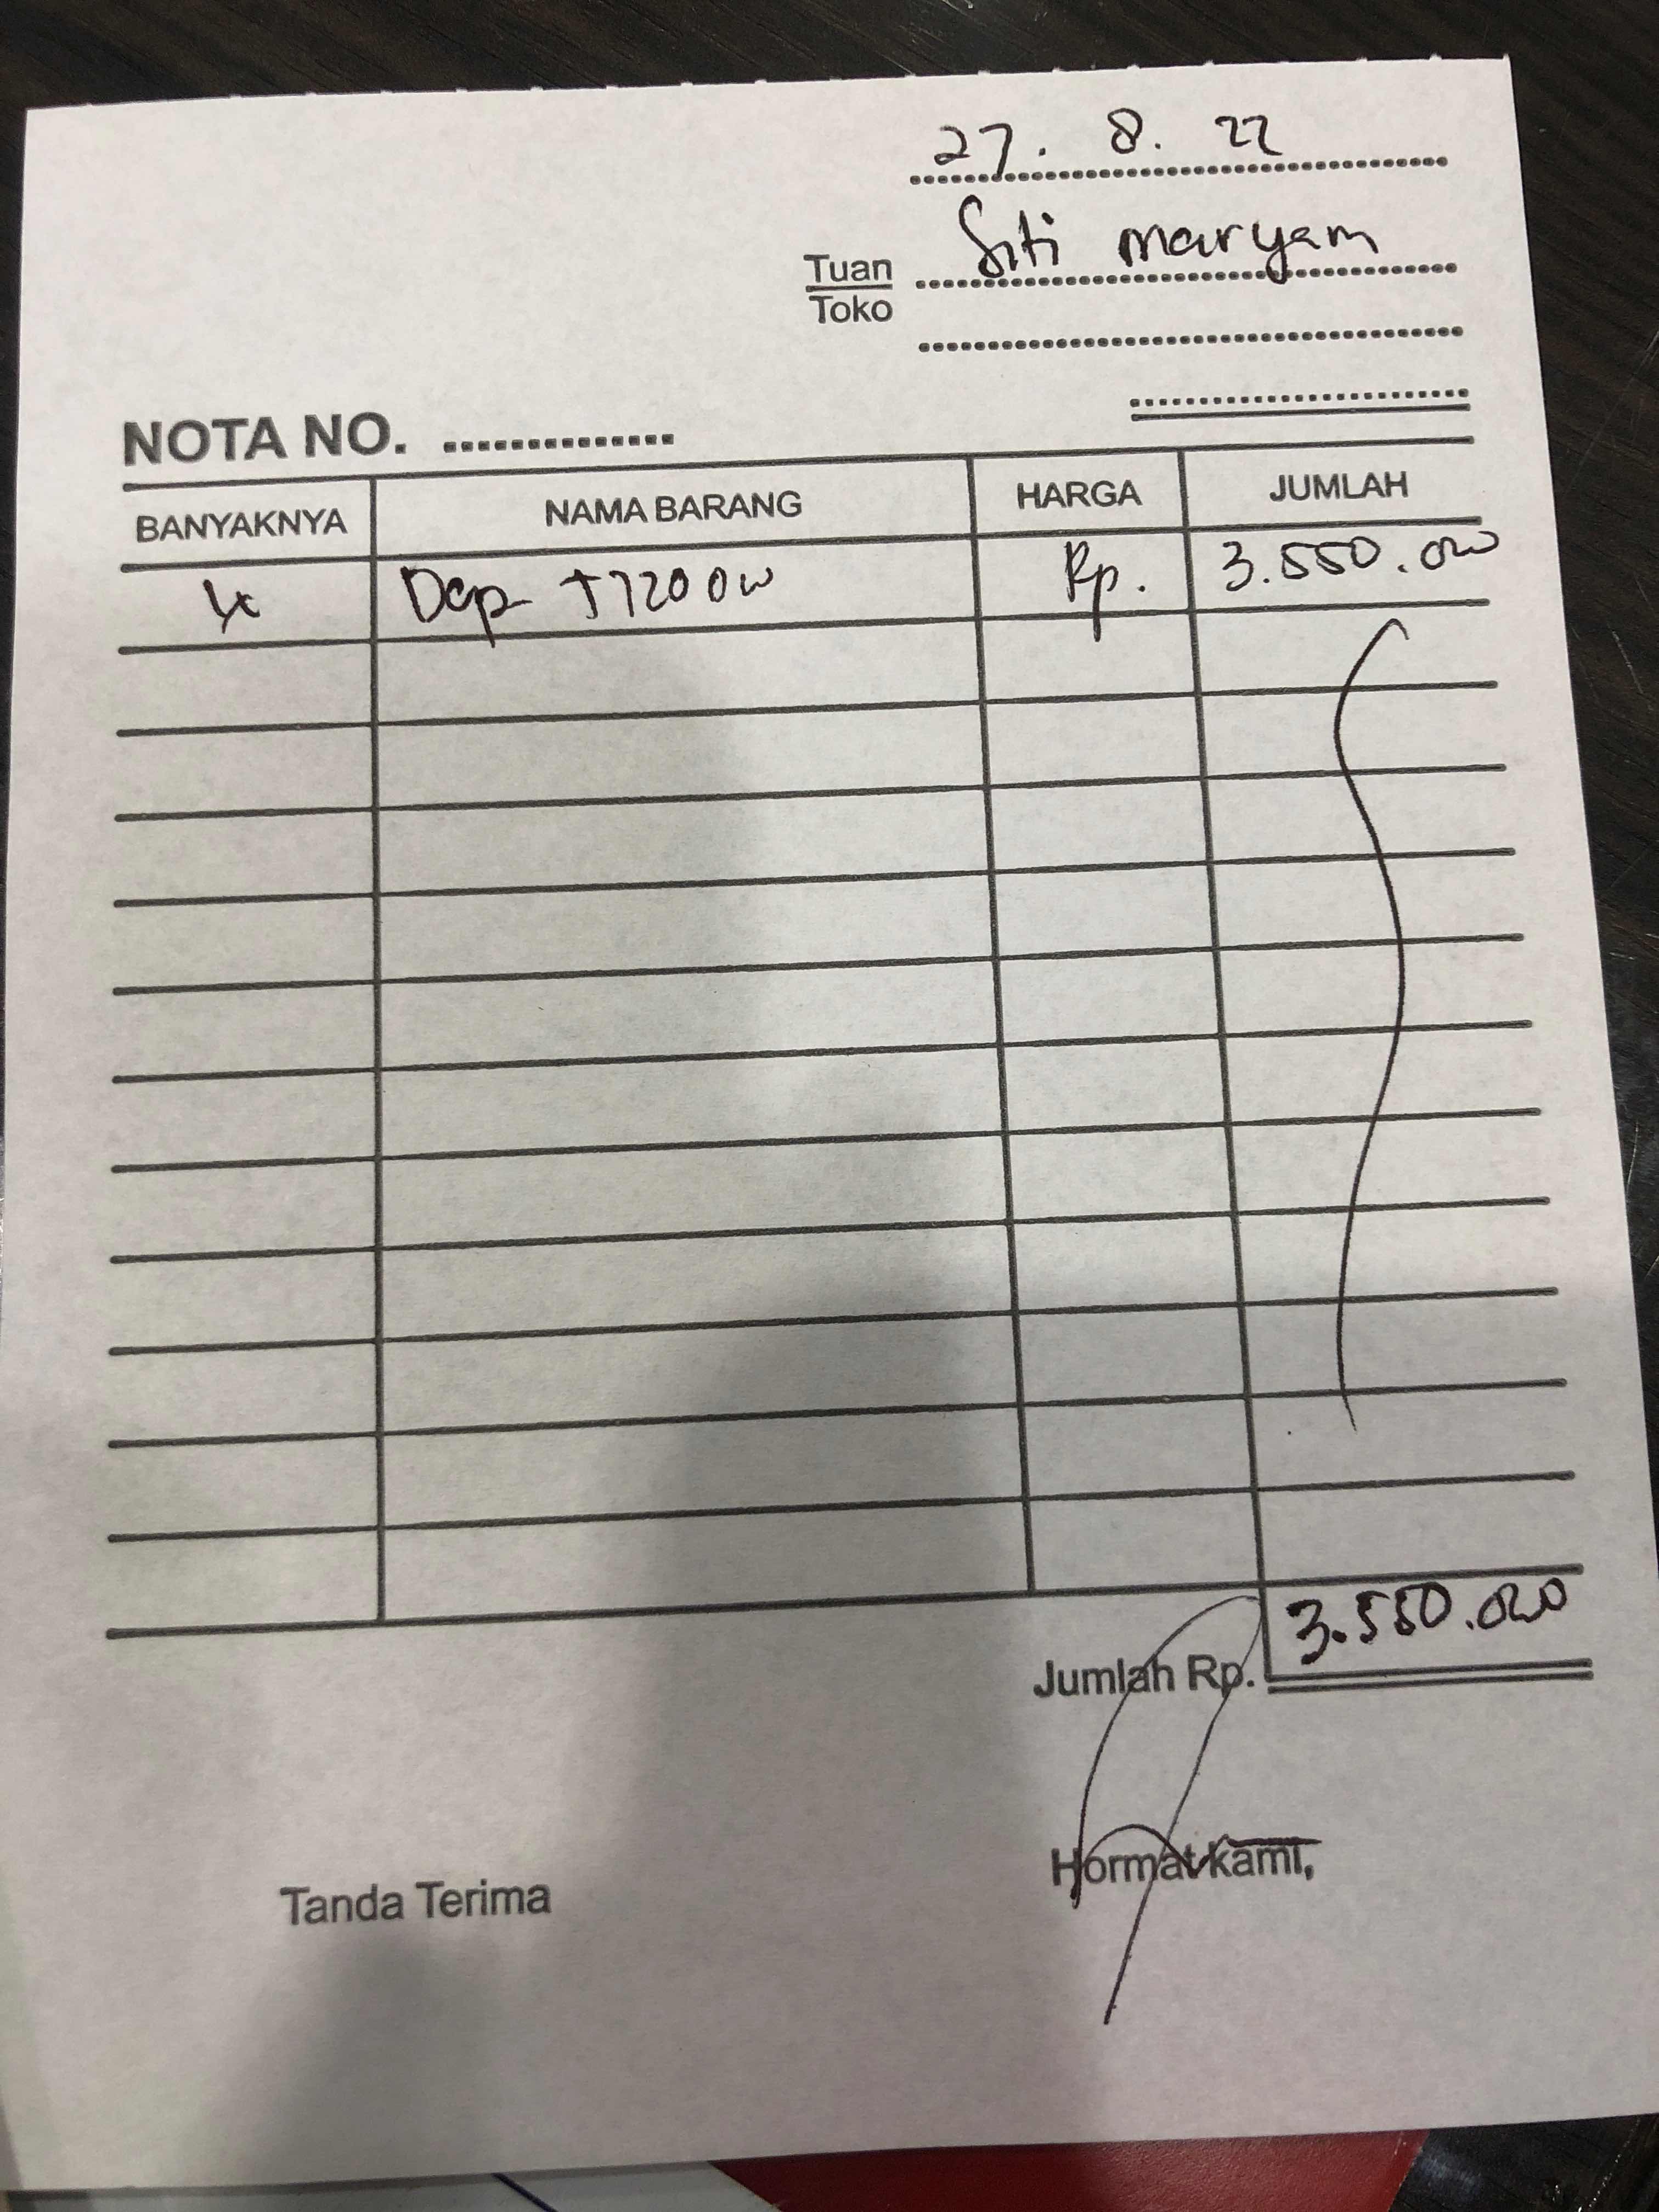 27. 8. 22
Tuan Siti maryam
Toko
NOTA NO.
BANYAKNYA NAMA BARANG HARGA JUMLAH
Rp. 3.550.000
Jumlah Rp. 3.550.000
Tanda Terima Hormat kami,